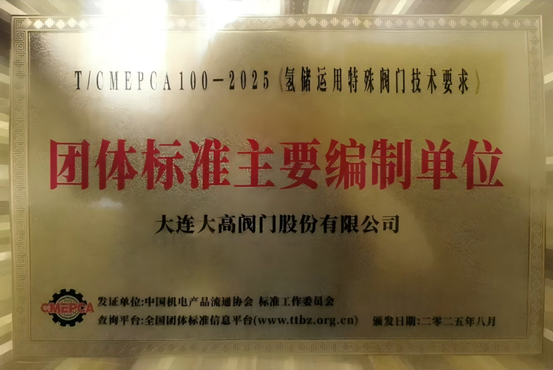 T/CMEPCA100—2025《氢储运用特殊阀门技术要求》
团体标准主要编制单位
大连大高阀门股份有限公司
CMEPCA
发证单位:中国机电产品流通协会 标准工作委员会
查询平台:全国团体标准信息平台(www.ttbz.org.cn) 颁发日期:二〇二五年八月